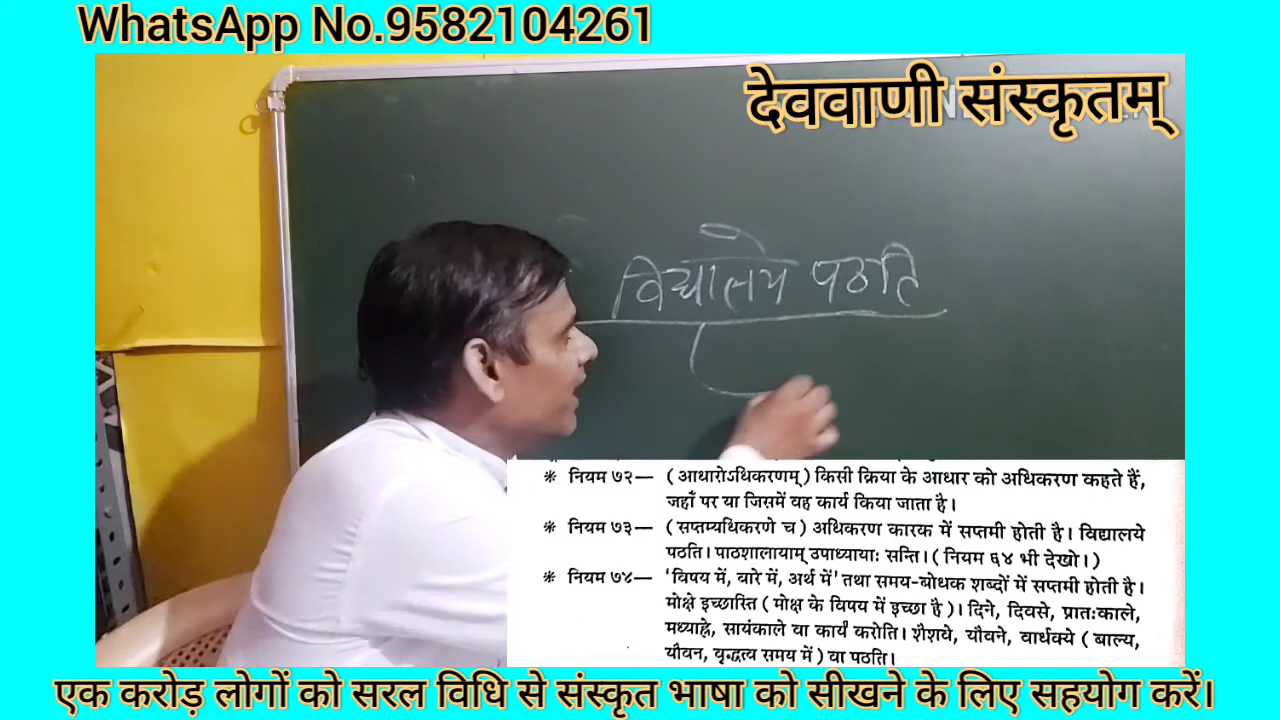 WhatsApp No.9582104261
देववाणी संस्कृतम्
विद्यालये पठति
* नियम ७२— (आधारोऽधिकरणम्) किसी क्रिया के आधार को अधिकरण कहते हैं,
जहाँ पर या जिसमें वह कार्य किया जाता है।
* नियम ७३— (सप्तम्यधिकरणे च) अधिकरण कारक में सप्तमी होती है। विद्यालये
पठति। पाठशालायाम् उपाध्यायाः सन्ति। (नियम ६४ भी देखो।)
* नियम ७४— 'विषय में, बारे में, अर्थ में' तथा समय-बोधक शब्दों में सप्तमी होती है।
मोक्षे इच्छास्ति (मोक्ष के विषय में इच्छा है)। दिने, दिवसे, प्रातःकाले,
मध्याह्ने, सायंकाले वा कार्यं करोति। शैशवे, यौवने, वार्धक्ये (बाल्य,
यौवन, वृद्धत्व समय में) वा पठति।
एक करोड़ लोगों को सरल विधि से संस्कृत भाषा को सीखने के लिए सहयोग करें।